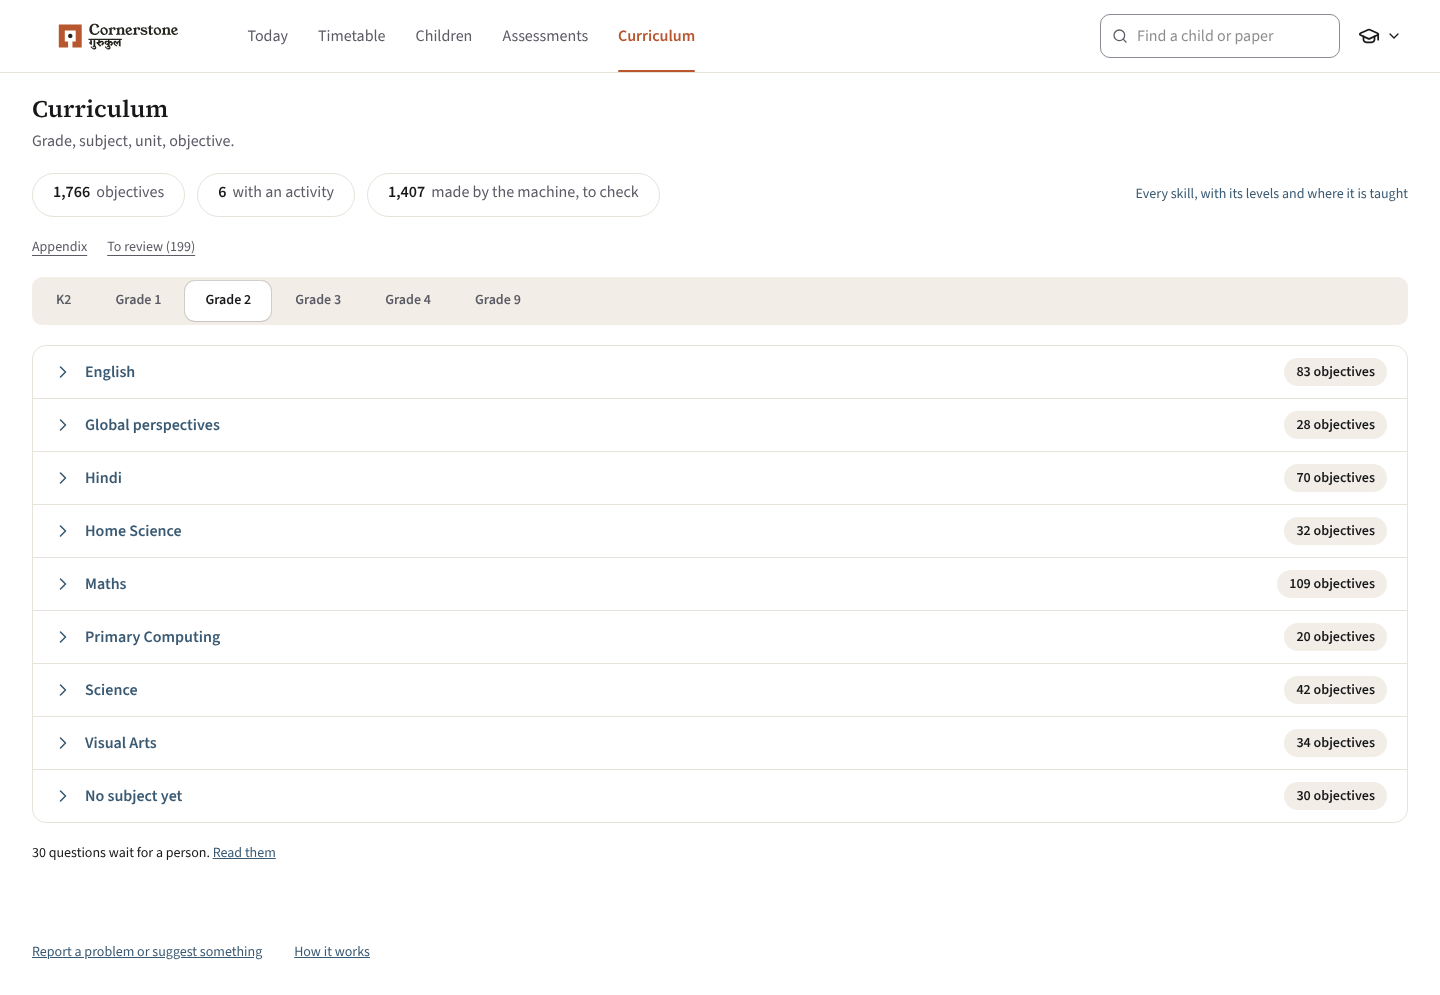 Cornerstone
गुरुकुल
Today
Timetable
Children
Assessments
Curriculum
Find a child or paper
Curriculum
Grade, subject, unit, objective.
1,766 objectives
6 with an activity
1,407 made by the machine, to check
Every skill, with its levels and where it is taught
Appendix
To review (199)
K2
Grade 1
Grade 2
Grade 3
Grade 4
Grade 9
English
83 objectives
Global perspectives
28 objectives
Hindi
70 objectives
Home Science
32 objectives
Maths
109 objectives
Primary Computing
20 objectives
Science
42 objectives
Visual Arts
34 objectives
No subject yet
30 objectives
30 questions wait for a person. Read them
Report a problem or suggest something
How it works